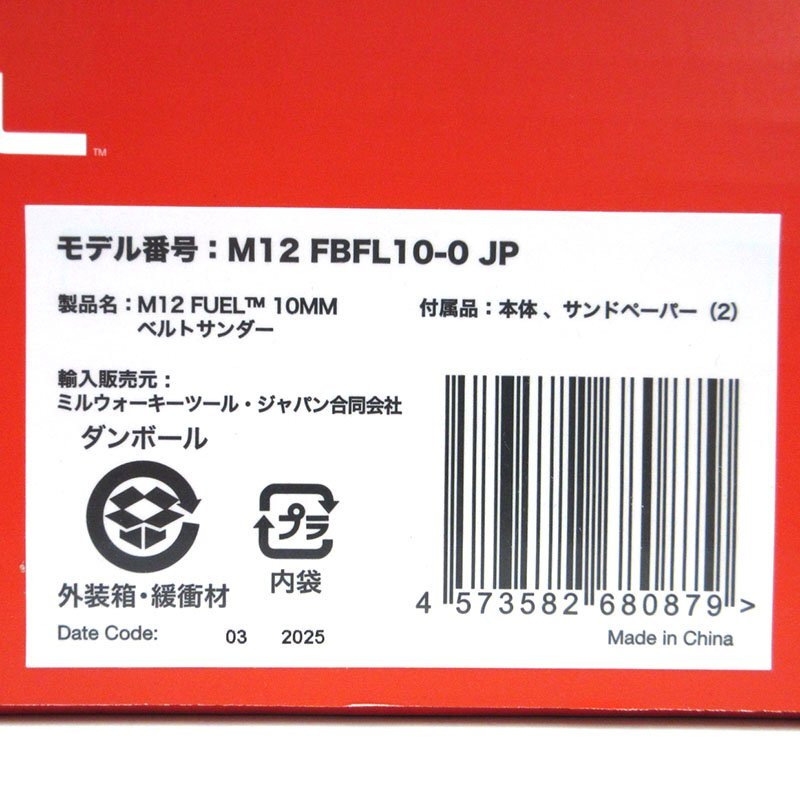 L™
モデル番号：M12 FBFL10-0 JP
製品名：M12 FUEL™ 10MM
ベルトサンダー
付属品：本体、サンドペーパー（2）
輸入販売元：
ミルウォーキーツール・ジャパン合同会社
ダンボール
プラ
外装箱・緩衝材
内袋
4 573582 680879 >
Date Code: 03 2025
Made in China